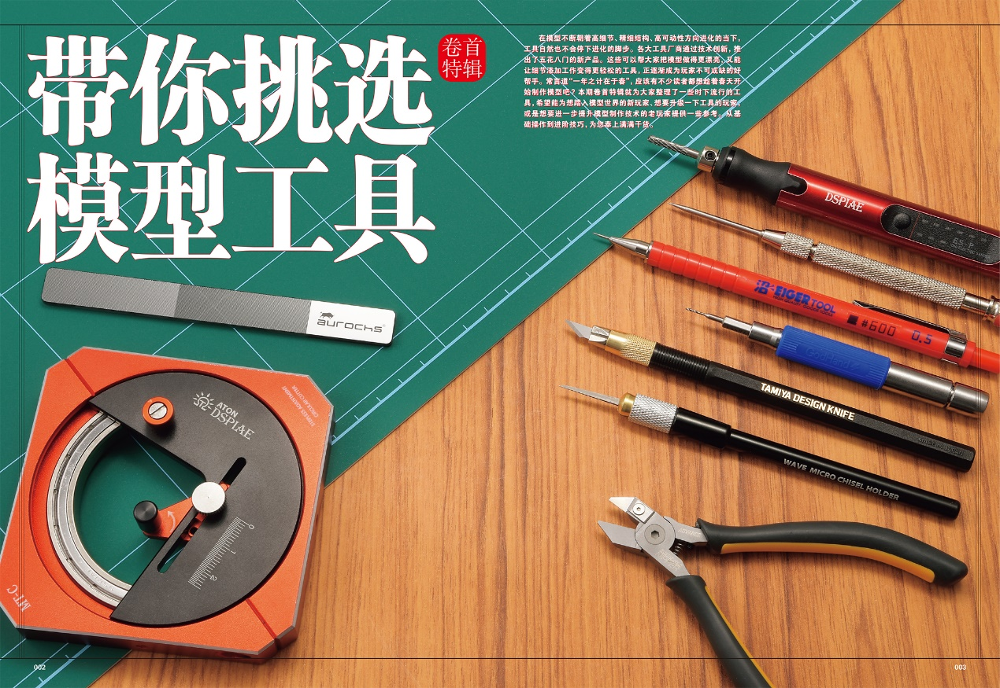 带你挑选
模型工具
卷首
特辑
在模型不断朝着高细节、精细结构、高可动性方向进化的当下，
工具自然也不会停下进化的脚步。各大工具厂商通过技术创新，推
出了五花八门的新产品。这些可以帮大家把模型做得更漂亮、又能
让细节添加工作变得更轻松的工具，正逐渐成为玩家不可或缺的好
帮手。常言道“一年之计在于春”，应该有不少读者都想趁着春天开
始制作模型吧？本期卷首特辑就为大家整理了一些时下流行的工
具，希望能为想踏入模型世界的新玩家、想要升级一下工具的玩家，
或是想要进一步提升模型制作技术的老玩家提供一些参考。从基
础操作到进阶技巧，为您奉上满满干货。
DSPIAE
ES-P
EIGER TOOL
#600 0.5
TAMIYA DESIGN KNIFE
WAVE MICRO CHISEL HOLDER
aurochs
ATON
DSPIAE
STEPLESS ADJUSTMENT
CIRCULAR CUTTER
0
1
2
MT-C
002
003